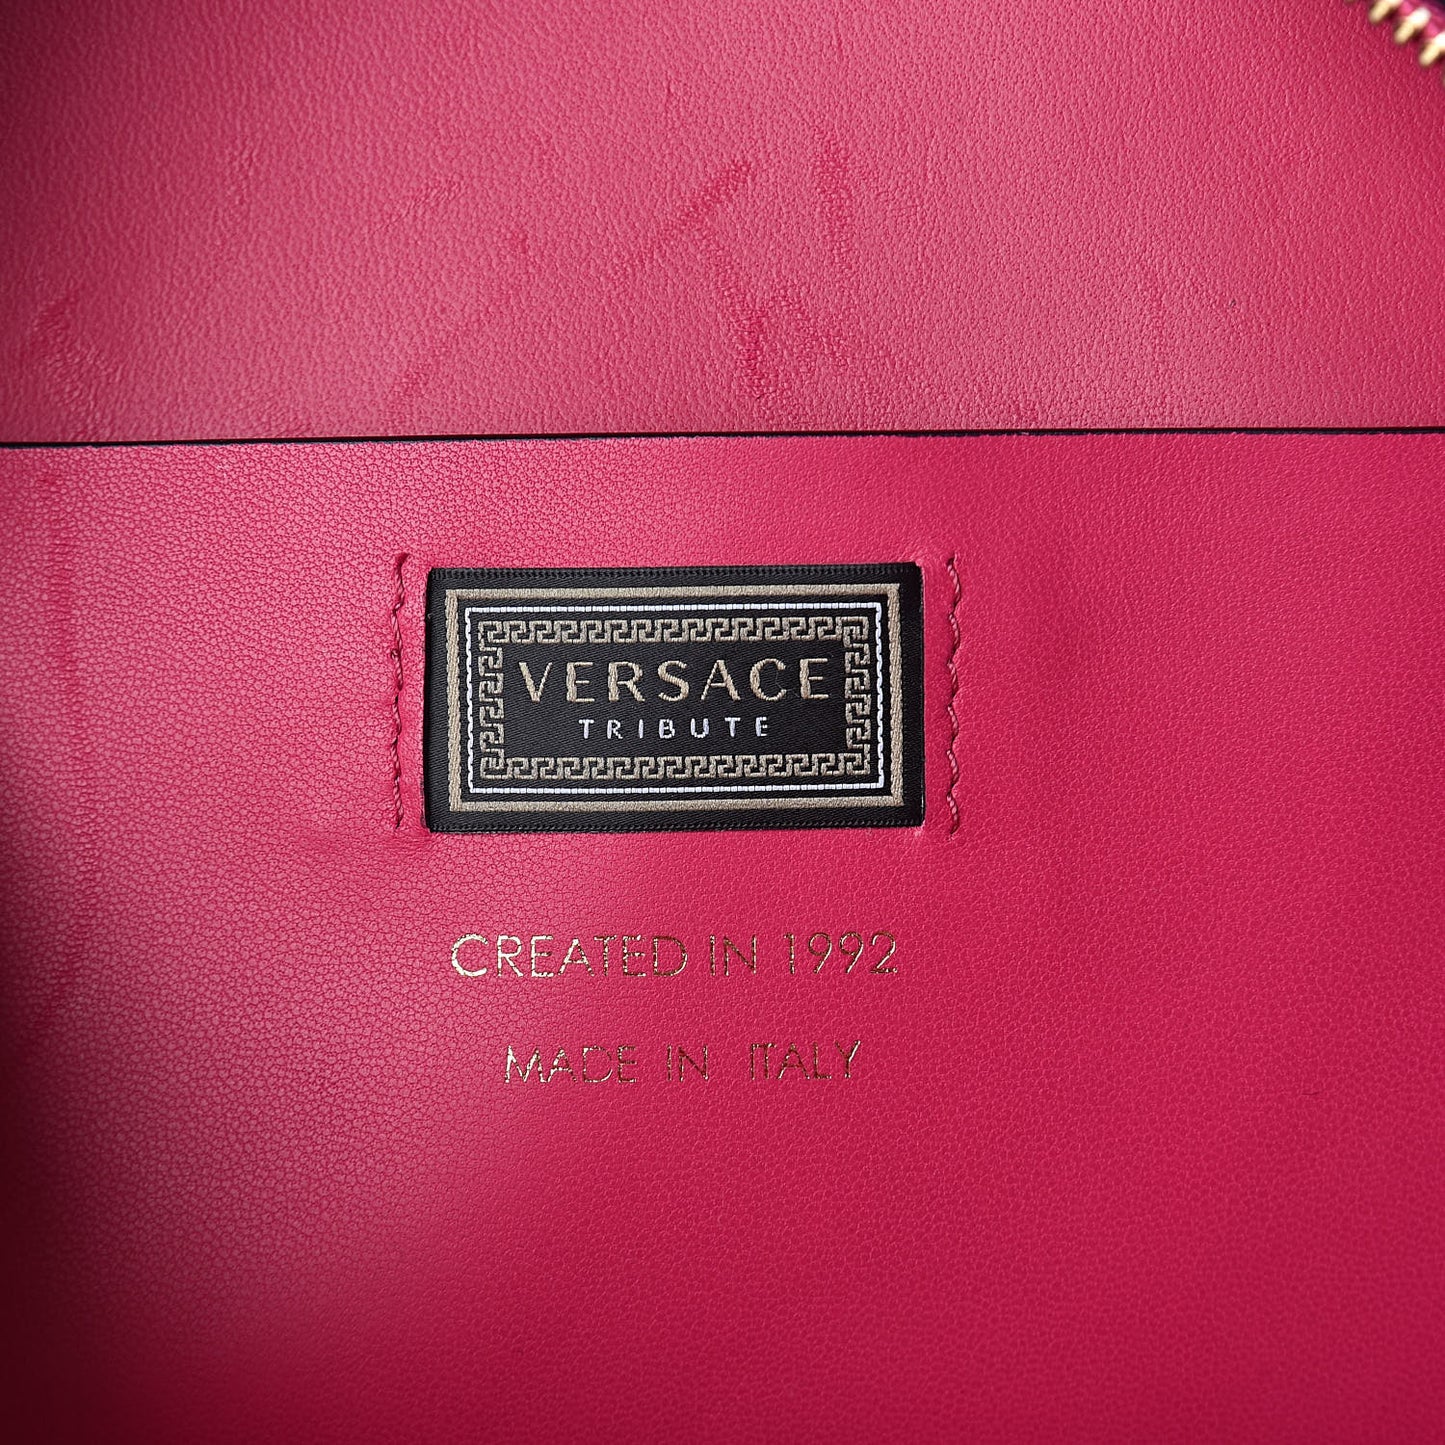 VERSACE
TRIBUTE
CREATED IN 1992
MADE IN ITALY